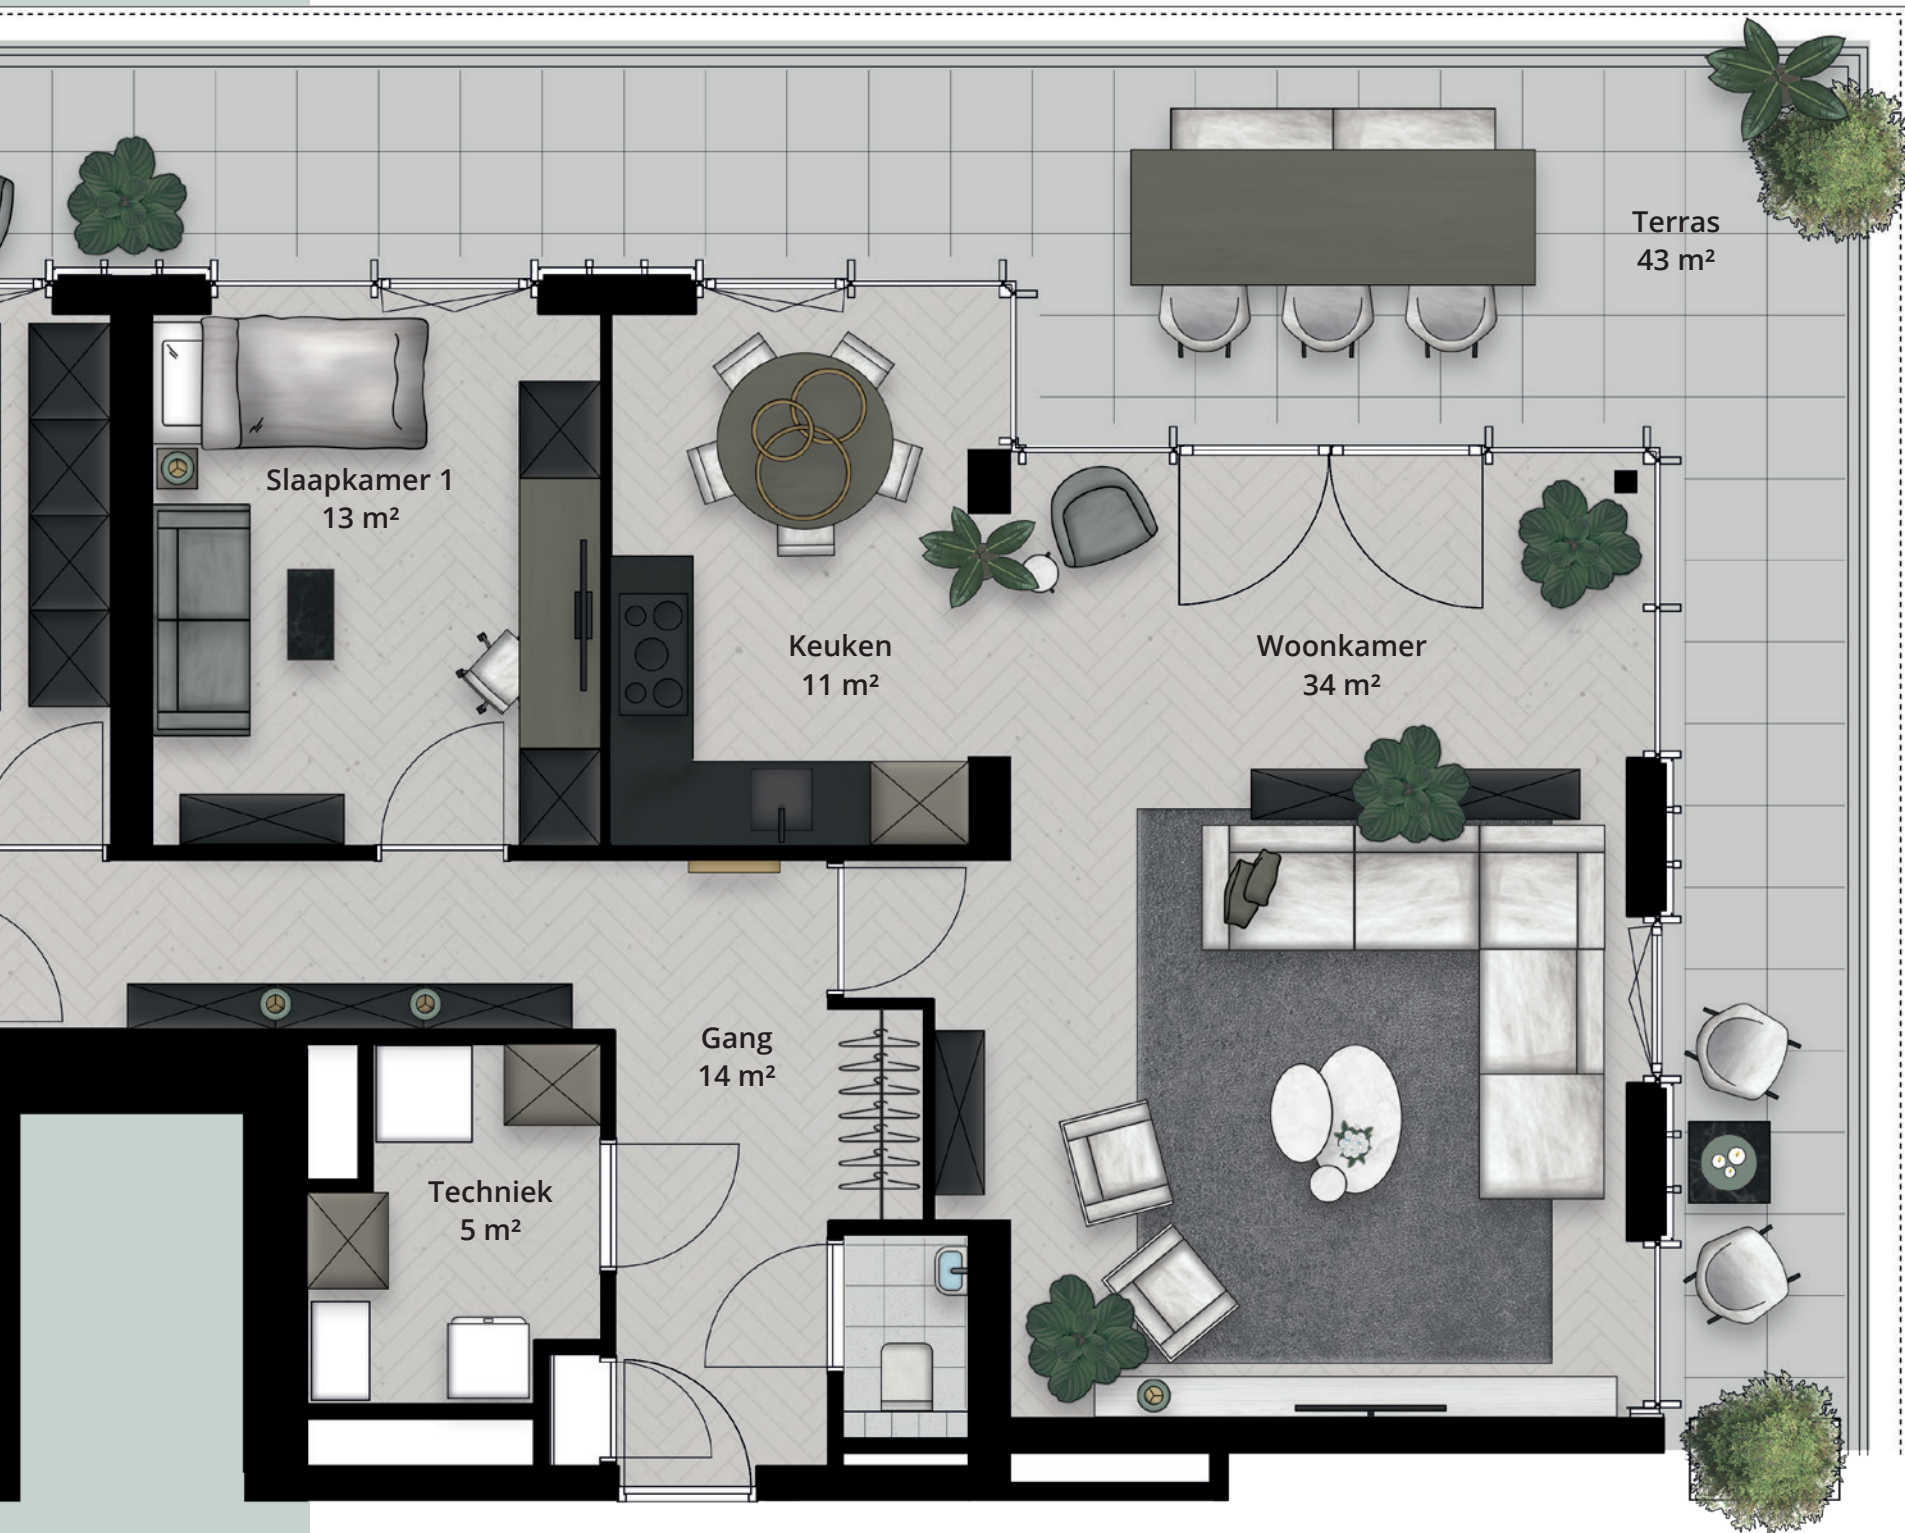 Terras
43 m²
Slaapkamer 1
13 m²
Keuken
11 m²
Woonkamer
34 m²
Gang
14 m²
Techniek
5 m²